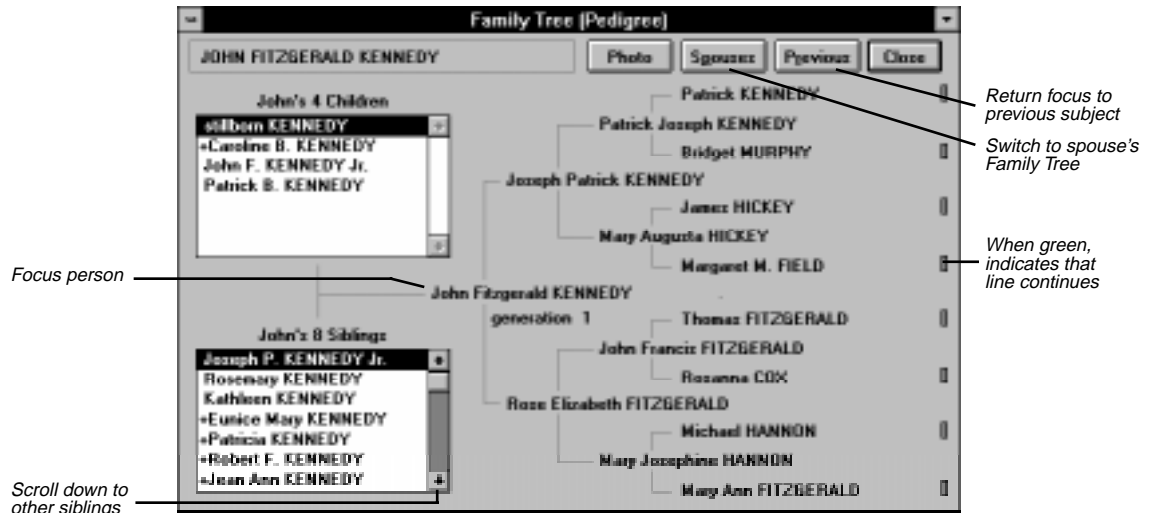 Family Tree (Pedigree)
JOHN FITZGERALD KENNEDY
Photo
Spouses
Previous
Close
John's 4 Children
stillborn KENNEDY
+Caroline B. KENNEDY
John F. KENNEDY Jr.
Patrick B. KENNEDY
John's 8 Siblings
Joseph P. KENNEDY Jr.
Rosemary KENNEDY
Kathleen KENNEDY
+Eunice Mary KENNEDY
+Patricia KENNEDY
+Robert F. KENNEDY
+Jean Ann KENNEDY
Patrick KENNEDY
Patrick Joseph KENNEDY
Bridget MURPHY
Joseph Patrick KENNEDY
James HICKEY
Mary Augusta HICKEY
Margaret M. FIELD
John Fitzgerald KENNEDY
generation 1
Thomas FITZGERALD
John Francis FITZGERALD
Rosanna COX
Rose Elizabeth FITZGERALD
Michael HANNON
Mary Josephine HANNON
Mary Ann FITZGERALD
Return focus to
previous subject
Switch to spouse's
Family Tree
When green,
indicates that
line continues
Focus person
Scroll down to
other siblings